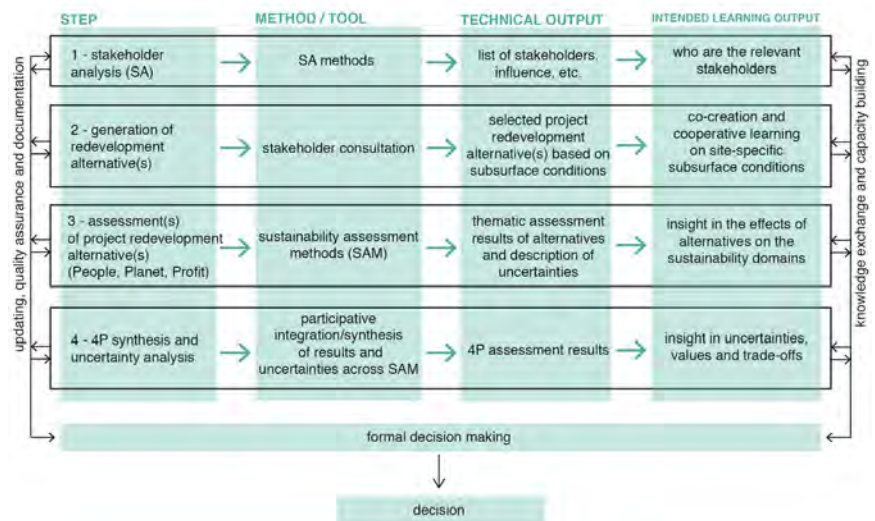 STEP
METHOD / TOOL
TECHNICAL OUTPUT
INTENDED LEARNING OUTPUT
1 - stakeholder
analysis (SA)
SA methods
list of stakeholders,
influence, etc.
who are the relevant
stakeholders
2 - generation of
redevelopment
alternative(s)
stakeholder consultation
selected project
redevelopment
alternative(s) based on
subsurface conditions
co-creation and
cooperative learning
on site-specific
subsurface conditions
3 - assessment(s)
of project redevelopment
alternative(s)
(People, Planet, Profit)
sustainability assessment
methods (SAM)
thematic assessment
results of alternatives
and description of
uncertainties
insight in the effects of
alternatives on the
sustainability domains
4 - 4P synthesis and
uncertainty analysis
participative
integration/synthesis
of results and
uncertainties across SAM
4P assessment results
insight in uncertainties,
values and trade-offs
updating, quality assurance and documentation
knowledge exchange and capacity building
formal decision making
decision